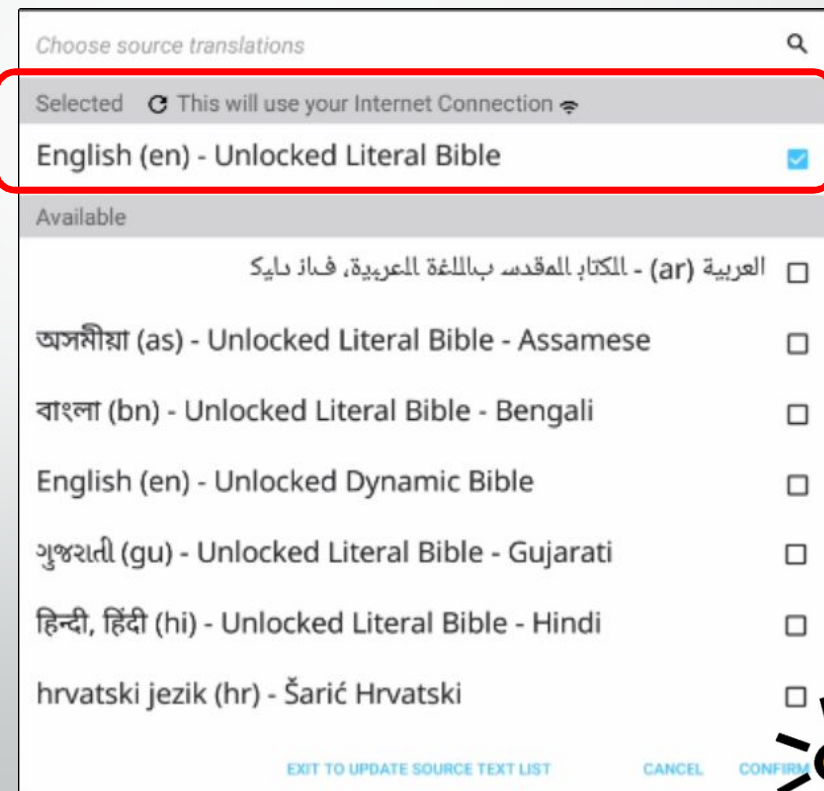 Choose source translations
Selected This will use your Internet Connection
English (en) - Unlocked Literal Bible
Available
العربية (ar) - الكتاب المقدس باللغة العربية، فان دايك
অসমীয়া (as) - Unlocked Literal Bible - Assamese
বাংলা (bn) - Unlocked Literal Bible - Bengali
English (en) - Unlocked Dynamic Bible
ગુજરાતી (gu) - Unlocked Literal Bible - Gujarati
हिन्दी, हिंदी (hi) - Unlocked Literal Bible - Hindi
hrvatski jezik (hr) - Šarić Hrvatski
EXIT TO UPDATE SOURCE TEXT LIST CANCEL CONFIRM